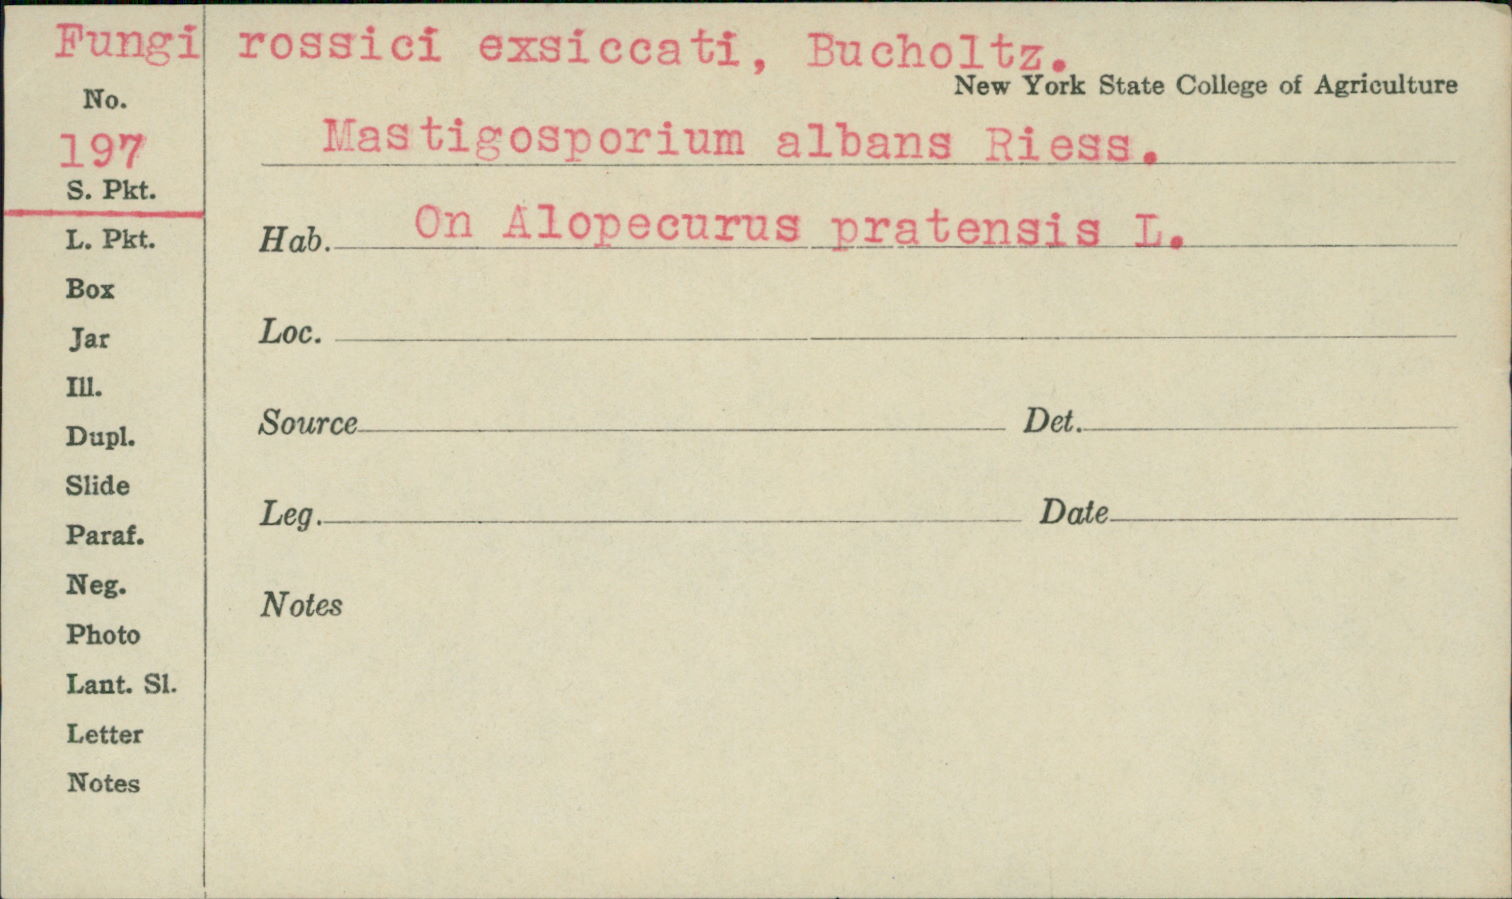 Fungi rossici exsiccati, Bucholtz.
New York State College of Agriculture
No.
197
Mastigosporium albans Riess.
S. Pkt.
Hab. On Alopecurus pratensis L.
L. Pkt.
Box
Loc.
Jar
Ill.
Source Det.
Dupl.
Slide
Leg. Date
Paraf.
Neg.
Notes
Photo
Lant. Sl.
Letter
Notes